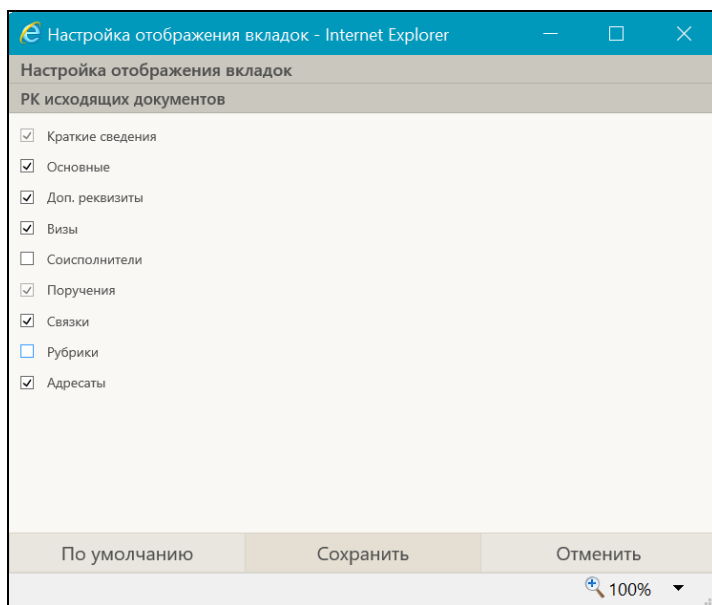 Настройка отображения вкладок - Internet Explorer
Настройка отображения вкладок
РК исходящих документов
Краткие сведения
Основные
Доп. реквизиты
Визы
Соисполнители
Поручения
Связки
Рубрики
Адресаты
По умолчанию Сохранить Отменить
100%